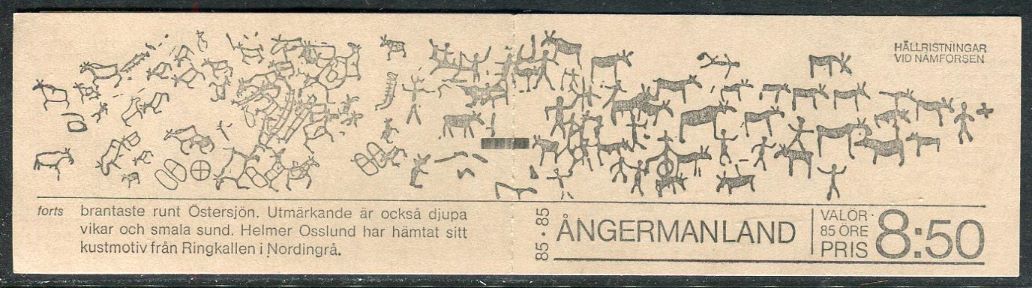 HÄLLRISTNINGAR
VID NÄMFORSEN
forts brantaste runt Östersjön. Utmärkande är också djupa
vikar och smala sund. Helmer Osslund har hämtat sitt
kustmotiv från Ringkallen i Nordingrå.
85 · 85
ÅNGERMANLAND
VALÖR·
85 ÖRE
PRIS
8:50